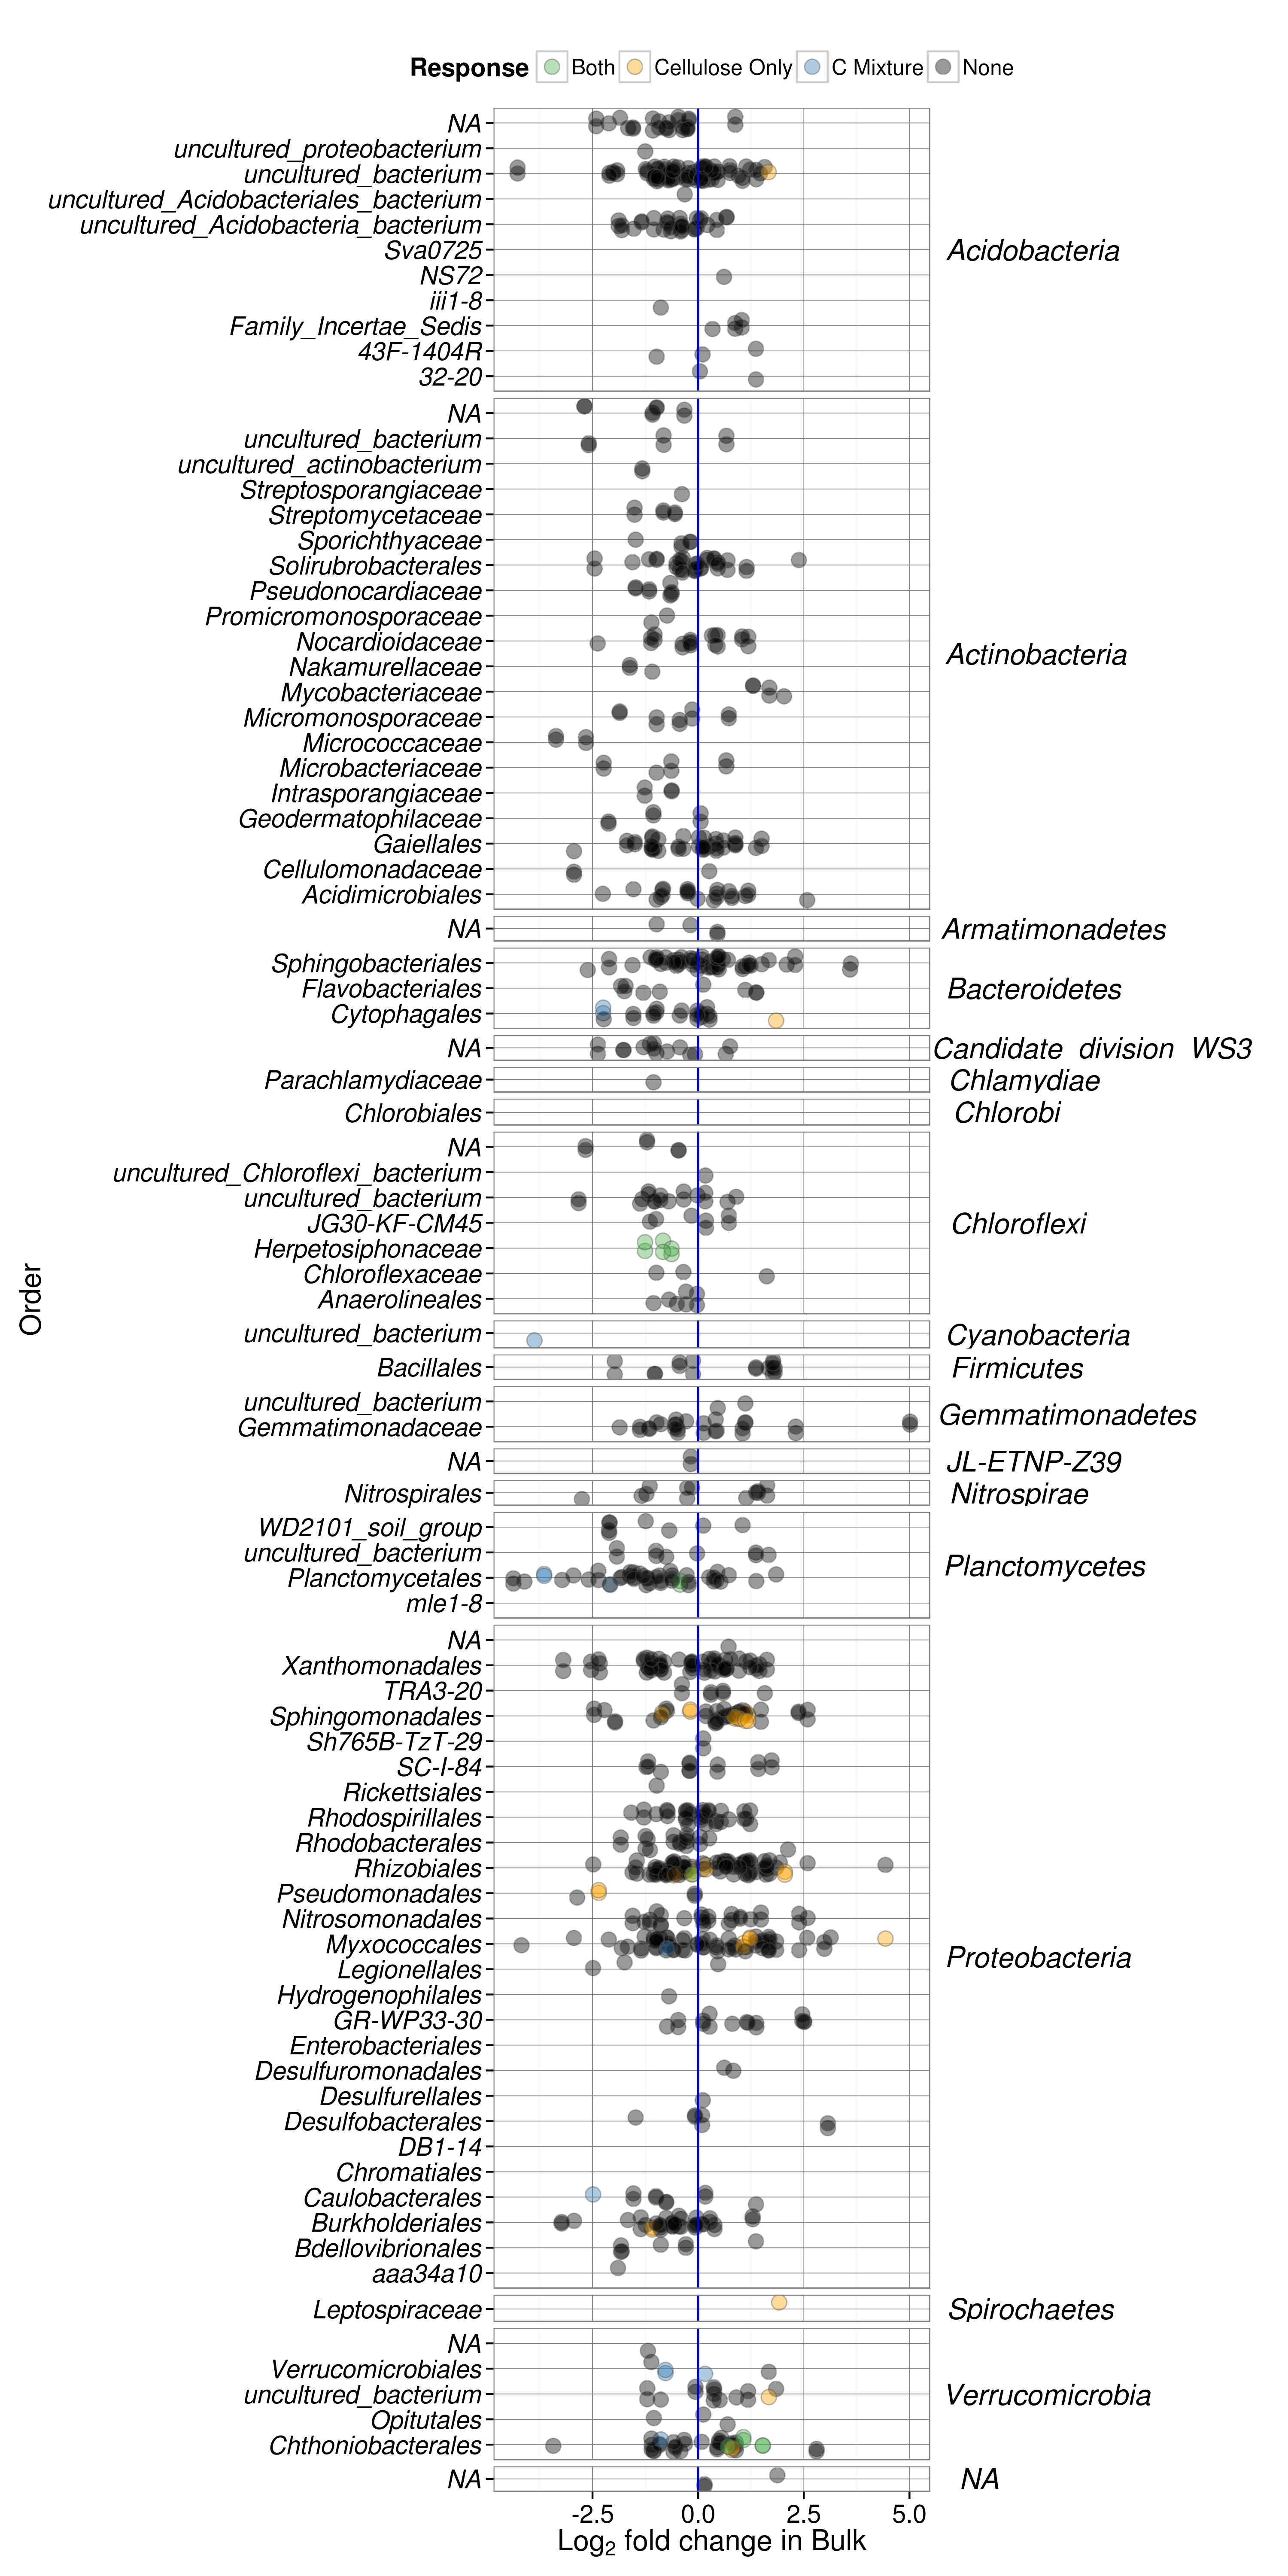 Response Both Cellulose Only C Mixture None
NA
uncultured_proteobacterium
uncultured_bacterium
uncultured_Acidobacteriales_bacterium
uncultured_Acidobacteria_bacterium
Sva0725
NS72
iii1-8
Family_Incertae_Sedis
43F-1404R
32-20
Acidobacteria
NA
uncultured_bacterium
uncultured_actinobacterium
Streptosporangiaceae
Streptomycetaceae
Sporichthyaceae
Solirubrobacterales
Pseudonocardiaceae
Promicromonosporaceae
Nocardioidaceae
Nakamurellaceae
Mycobacteriaceae
Micromonosporaceae
Micrococcaceae
Microbacteriaceae
Intrasporangiaceae
Geodermatophilaceae
Gaiellales
Cellulomonadaceae
Acidimicrobiales
Actinobacteria
NA
Armatimonadetes
Sphingobacteriales
Flavobacteriales
Cytophagales
Bacteroidetes
NA
Candidate division WS3
Parachlamydiaceae
Chlamydiae
Chlorobiales
Chlorobi
NA
uncultured_Chloroflexi_bacterium
uncultured_bacterium
JG30-KF-CM45
Herpetosiphonaceae
Chloroflexaceae
Anaerolineales
Chloroflexi
uncultured_bacterium
Cyanobacteria
Bacillales
Firmicutes
uncultured_bacterium
Gemmatimonadaceae
Gemmatimonadetes
NA
JL-ETNP-Z39
Nitrospirales
Nitrospirae
WD2101_soil_group
uncultured_bacterium
Planctomycetales
mle1-8
Planctomycetes
NA
Xanthomonadales
TRA3-20
Sphingomonadales
Sh765B-TzT-29
SC-I-84
Rickettsiales
Rhodospirillales
Rhodobacterales
Rhizobiales
Pseudomonadales
Nitrosomonadales
Myxococcales
Legionellales
Hydrogenophilales
GR-WP33-30
Enterobacteriales
Desulfuromonadales
Desulfurellales
Desulfobacterales
DB1-14
Chromatiales
Caulobacterales
Burkholderiales
Bdellovibrionales
aaa34a10
Proteobacteria
Leptospiraceae
Spirochaetes
NA
Verrucomicrobiales
uncultured_bacterium
Opitutales
Chthoniobacterales
Verrucomicrobia
NA
NA
Order
-2.5 0.0 2.5 5.0
Log2 fold change in Bulk